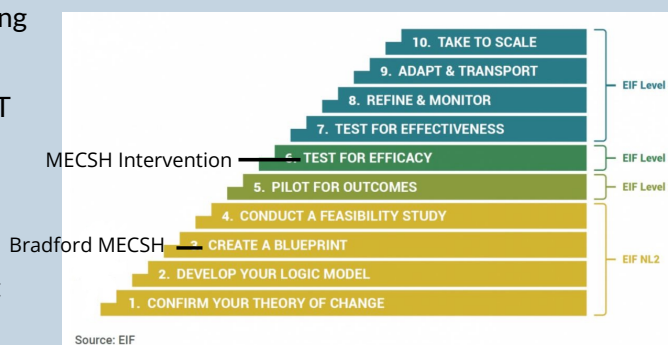 ng
10. TAKE TO SCALE
9. ADAPT & TRANSPORT
EIF Level
8. REFINE & MONITOR
T
7. TEST FOR EFFECTIVENESS
MECSH Intervention
6. TEST FOR EFFICACY
EIF Level
5. PILOT FOR OUTCOMES
EIF Level
4. CONDUCT A FEASIBILITY STUDY
Bradford MECSH
3. CREATE A BLUEPRINT
EIF NL2
2. DEVELOP YOUR LOGIC MODEL
1. CONFIRM YOUR THEORY OF CHANGE
Source: EIF